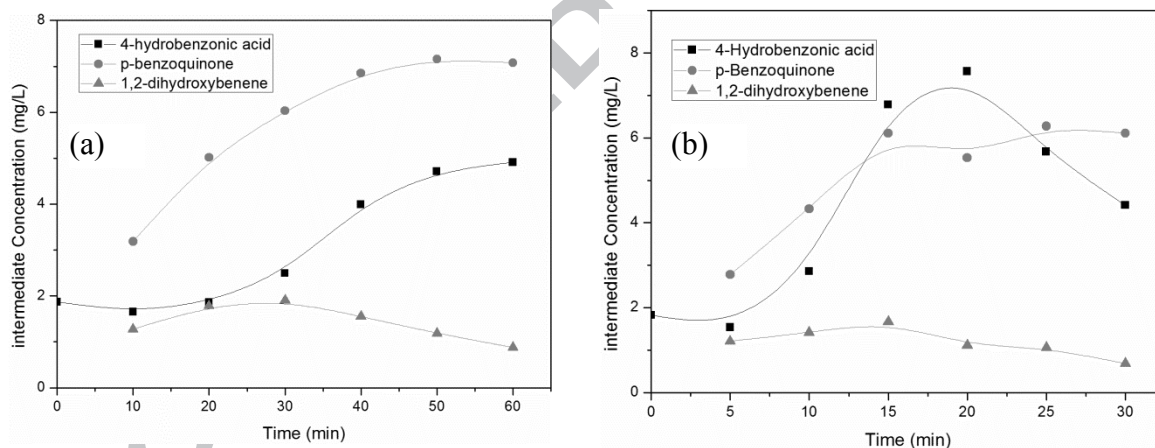 8
6
4
2
0
intermediate Concentration (mg/L)
4-hydrobenzonic acid
p-benzoquinone
1,2-dihydroxybenene
(a)
0 10 20 30 40 50 60
Time (min)
8
6
4
2
0
intermediate Concentration (mg/L)
4-Hydrobenzonic acid
p-Benzoquinone
1,2-dihydroxybenene
(b)
0 5 10 15 20 25 30
Time (min)